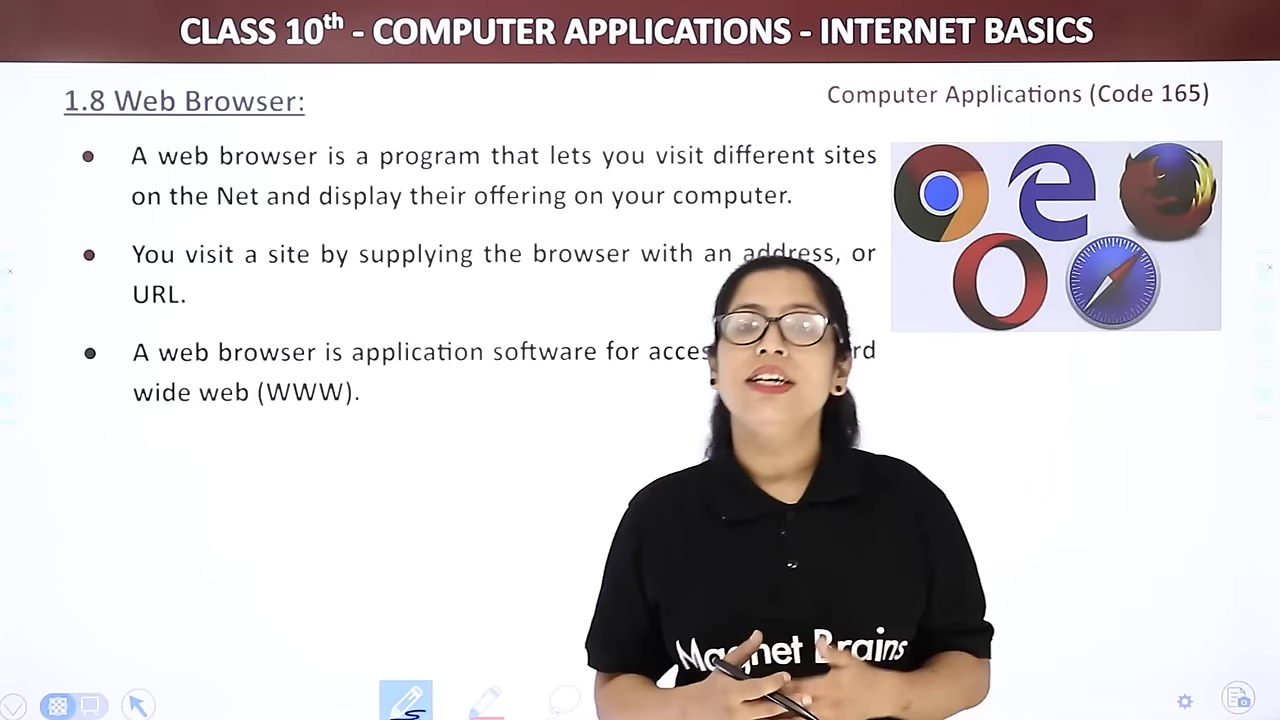 CLASS 10th - COMPUTER APPLICATIONS - INTERNET BASICS
1.8 Web Browser:
Computer Applications (Code 165)
A web browser is a program that lets you visit different sites
on the Net and display their offering on your computer.
You visit a site by supplying the browser with an address, or
URL.
A web browser is application software for
wide web (WWW).
Magnet Brains